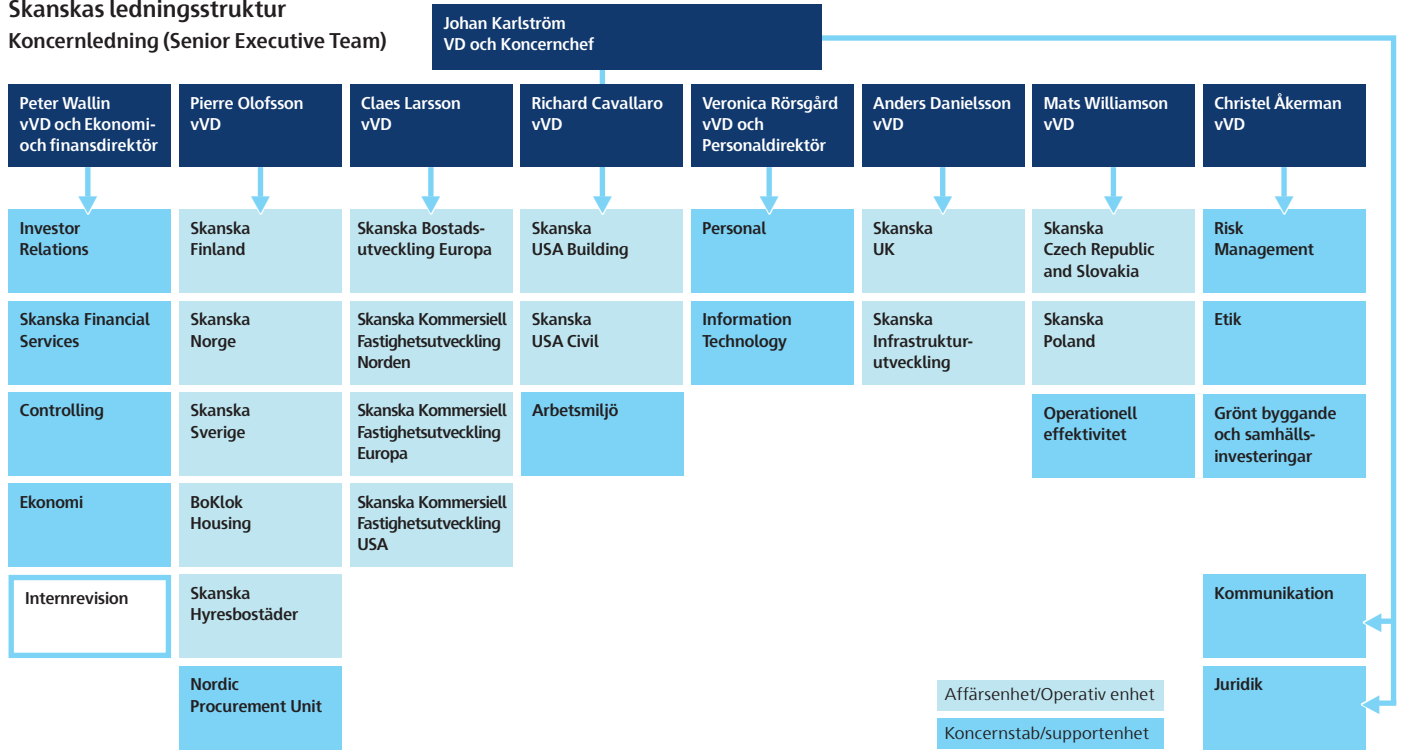 Skanskas ledningsstruktur
Koncernledning (Senior Executive Team)
Johan Karlström
VD och Koncernchef
Peter Wallin
vVD och Ekonomi-
och finansdirektör
Pierre Olofsson
vVD
Claes Larsson
vVD
Richard Cavallaro
vVD
Veronica Rörsgård
vVD och
Personaldirektör
Anders Danielsson
vVD
Mats Williamson
vVD
Christel Åkerman
vVD
Investor
Relations
Skanska
Finland
Skanska Bostads-
utveckling Europa
Skanska
USA Building
Personal
Skanska
UK
Skanska
Czech Republic
and Slovakia
Risk
Management
Skanska Financial
Services
Skanska
Norge
Skanska Kommersiell
Fastighetsutveckling
Norden
Skanska
USA Civil
Information
Technology
Skanska
Infrastruktur-
utveckling
Skanska
Poland
Etik
Controlling
Skanska
Sverige
Skanska Kommersiell
Fastighetsutveckling
Europa
Arbetsmiljö
Operationell
effektivitet
Grönt byggande
och samhälls-
investeringar
Ekonomi
BoKlok
Housing
Skanska Kommersiell
Fastighetsutveckling
USA
Internrevision
Skanska
Hyresbostäder
Kommunikation
Nordic
Procurement Unit
Affärsenhet/Operativ enhet
Koncernstab/supportenhet
Juridik